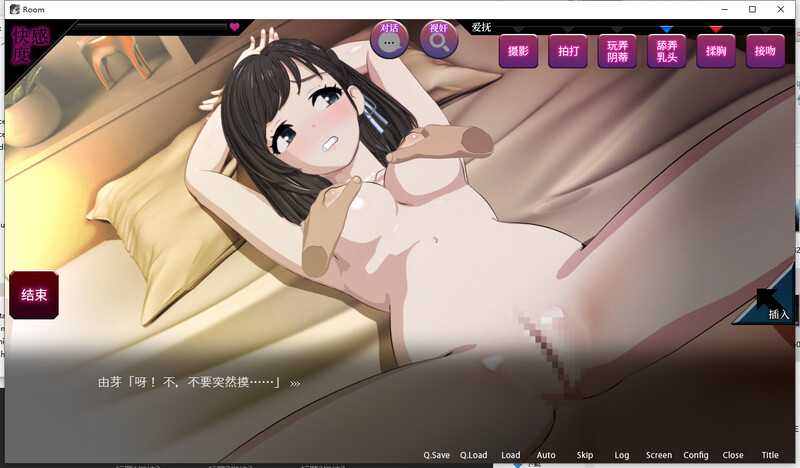 Room
快感
度
对话
视奸
爱抚
摄影
拍打
玩弄
阴蒂
舔弄
乳头
揉胸
接吻
结束
插入
由芽「呀！ 不，不要突然摸……」
Q.Save Q.Load Load Auto Skip Log Screen Config Close Title